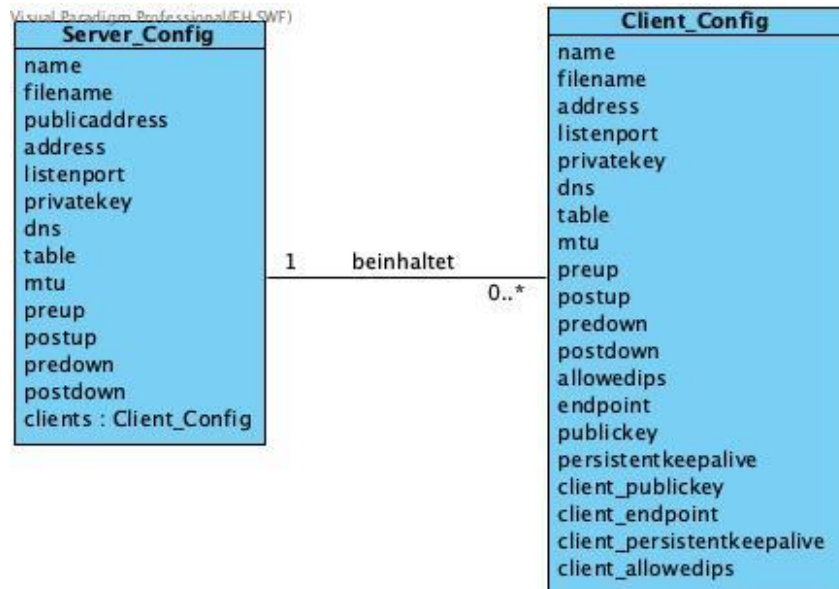 Visual Paradigm Professional(FH SWF)
Server_Config
name
filename
publicaddress
address
listenport
privatekey
dns
table
mtu
preup
postup
predown
postdown
clients : Client_Config
1
beinhaltet
0..*
Client_Config
name
filename
address
listenport
privatekey
dns
table
mtu
preup
postup
predown
postdown
allowedips
endpoint
publickey
persistentkeepalive
client_publickey
client_endpoint
client_persistentkeepalive
client_allowedips